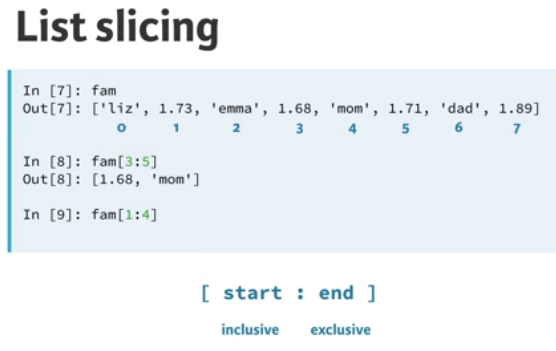 List slicing
In [7]: fam
Out[7]: ['liz', 1.73, 'emma', 1.68, 'mom', 1.71, 'dad', 1.89]
0 1 2 3 4 5 6 7
In [8]: fam[3:5]
Out[8]: [1.68, 'mom']
In [9]: fam[1:4]
[ start : end ]
inclusive exclusive